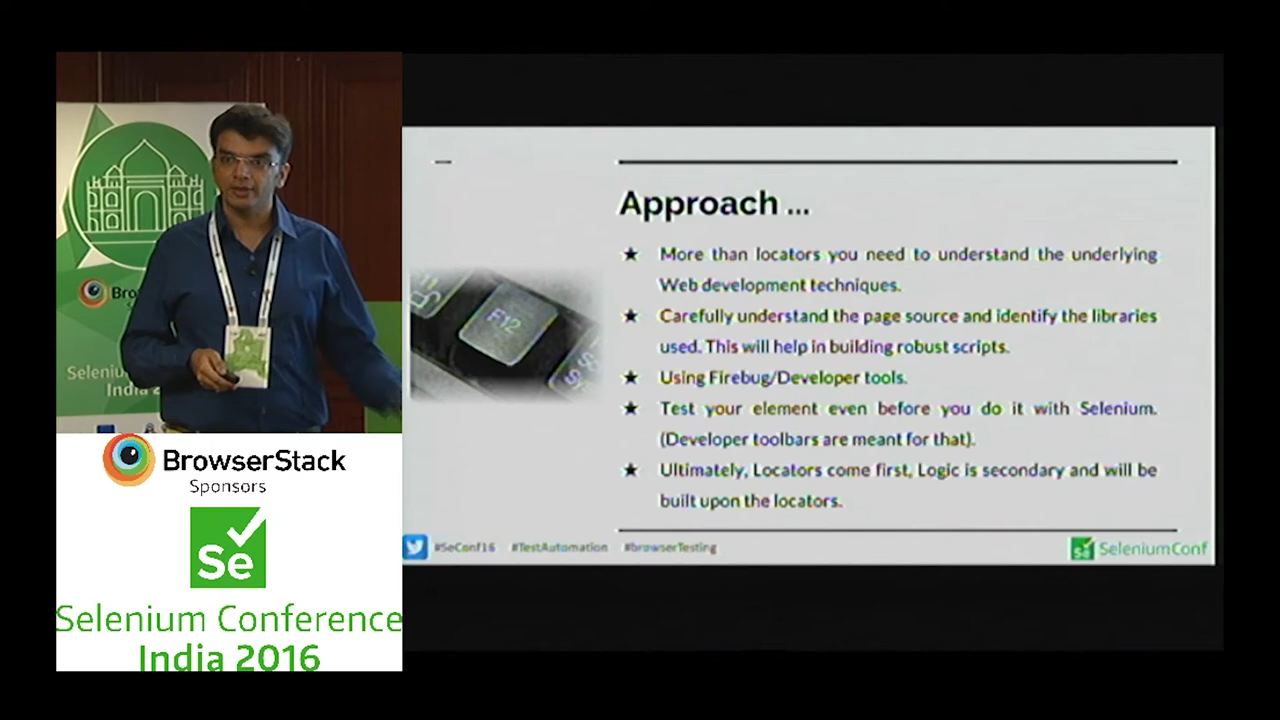 Approach ...
★ More than locators you need to understand the underlying
Web development techniques.
★ Carefully understand the page source and identify the libraries
used. This will help in building robust scripts.
★ Using Firebug/Developer tools.
★ Test your element even before you do it with Selenium.
(Developer toolbars are meant for that).
★ Ultimately, Locators come first, Logic is secondary and will be
built upon the locators.
F12
#SeConf16 #TestAutomation #browserTesting
Se SeleniumConf
Selenium
India
BrowserStack
Sponsors
Se
Selenium Conference
India 2016